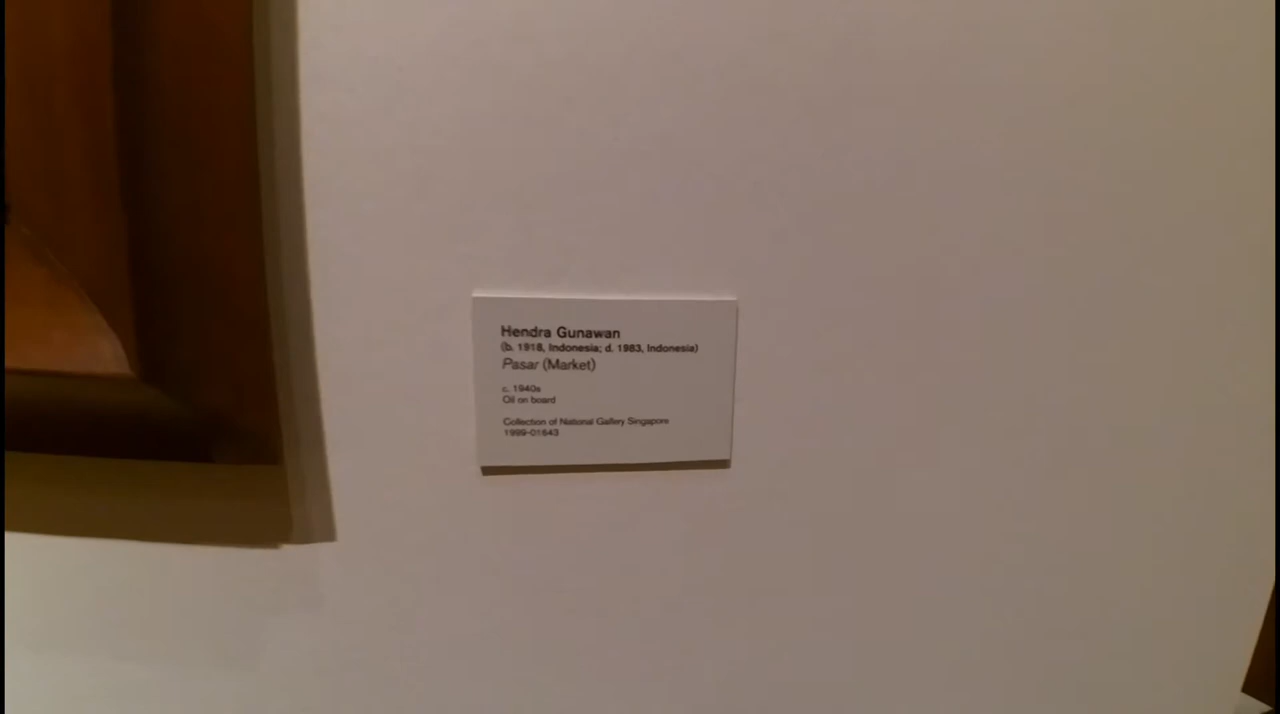 Hendra Gunawan
(b. 1918, Indonesia; d. 1983, Indonesia)
Pasar (Market)
c. 1940s
Oil on board
Collection of National Gallery Singapore
1999-01643